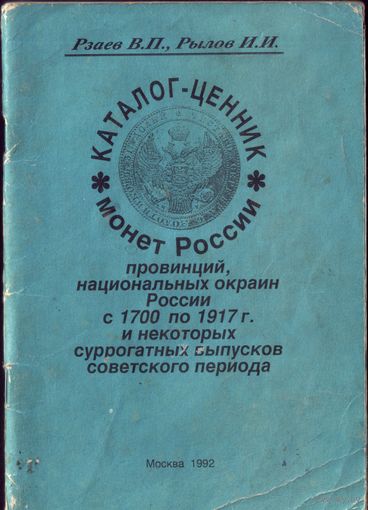 Рзаев В.П., Рылов И.И.
КАТАЛОГ-ЦЕННИК
* монет России *
провинций,
национальных окраин
России
с 1700 по 1917 г.
и некоторых
суррогатных выпусков
советского периода
Москва 1992